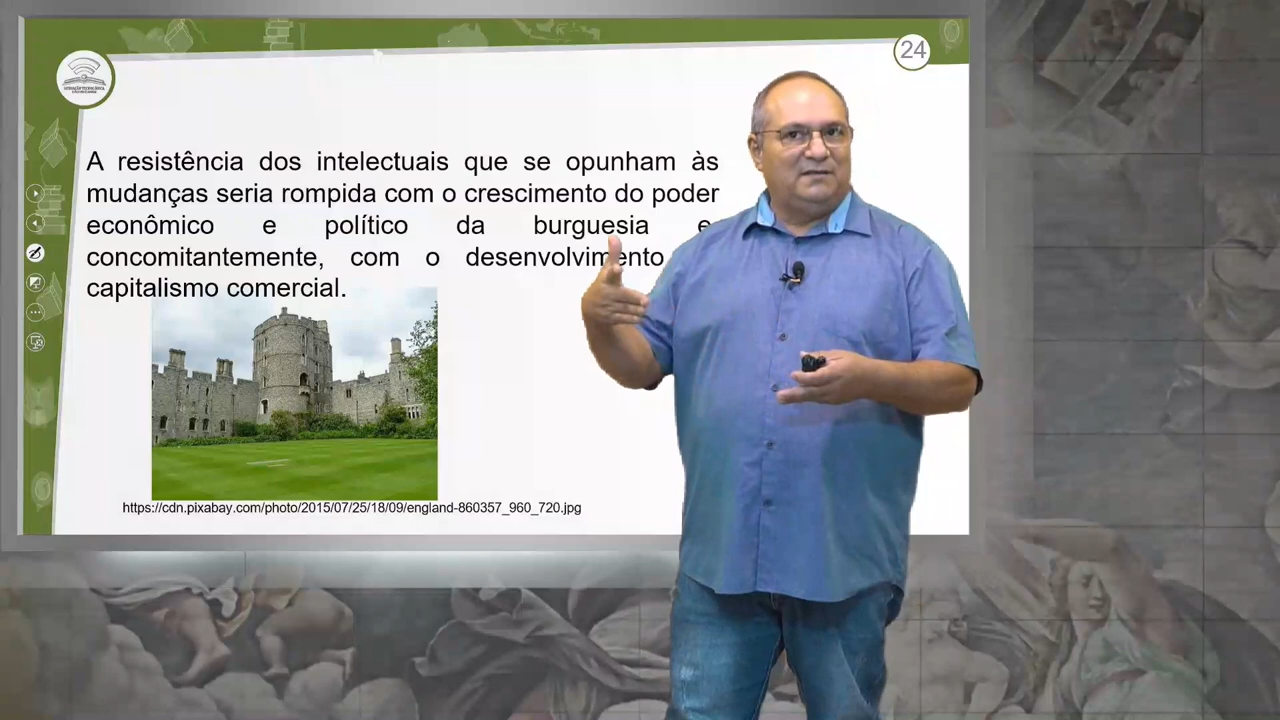 24
A resistência dos intelectuais que se opunham às
mudanças seria rompida com o crescimento do poder
econômico e político da burguesia e
concomitantemente, com o desenvolvimento
capitalismo comercial.
https://cdn.pixabay.com/photo/2015/07/25/18/09/england-860357_960_720.jpg